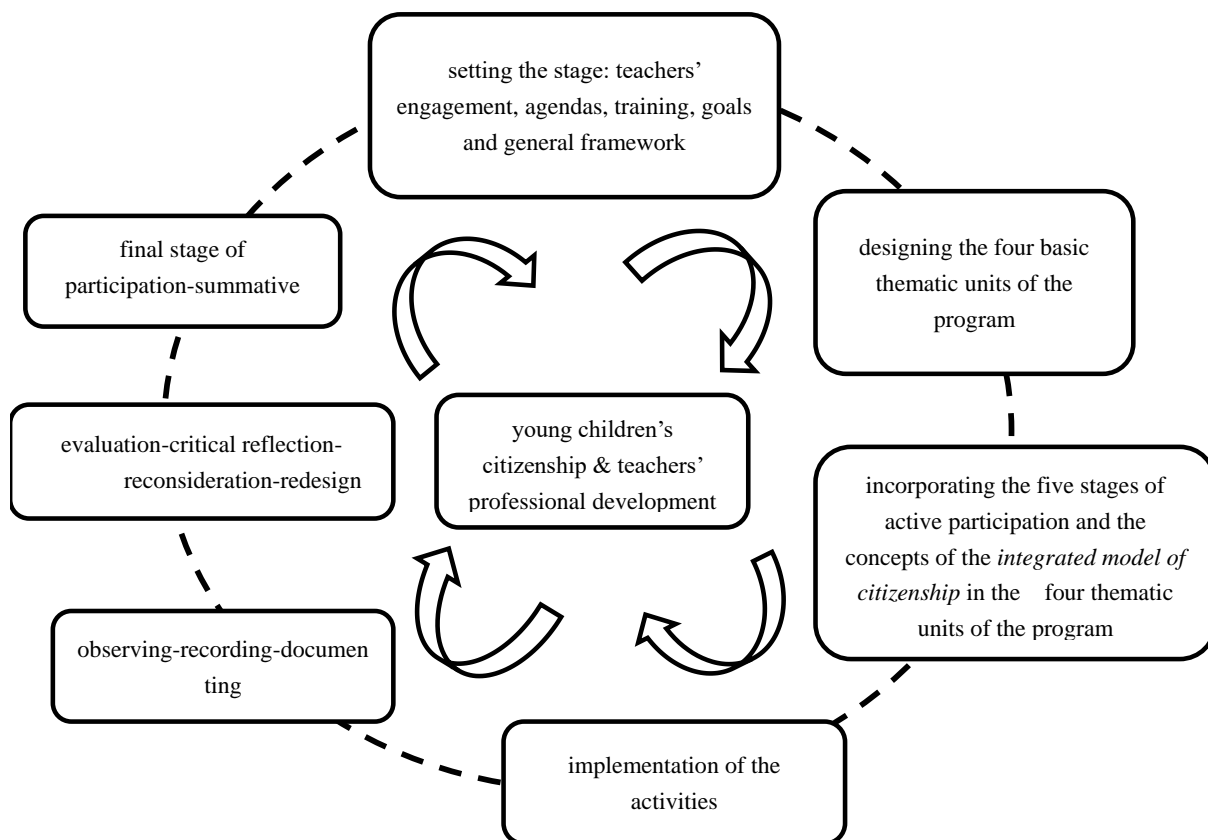 setting the stage: teachers’
engagement, agendas, training, goals
and general framework
designing the four basic
thematic units of the
program
incorporating the five stages of
active participation and the
concepts of the integrated model of
citizenship in the four thematic
units of the program
implementation of the
activities
observing-recording-documen
ting
evaluation-critical reflection-
reconsideration-redesign
final stage of
participation-summative
young children’s
citizenship & teachers’
professional development